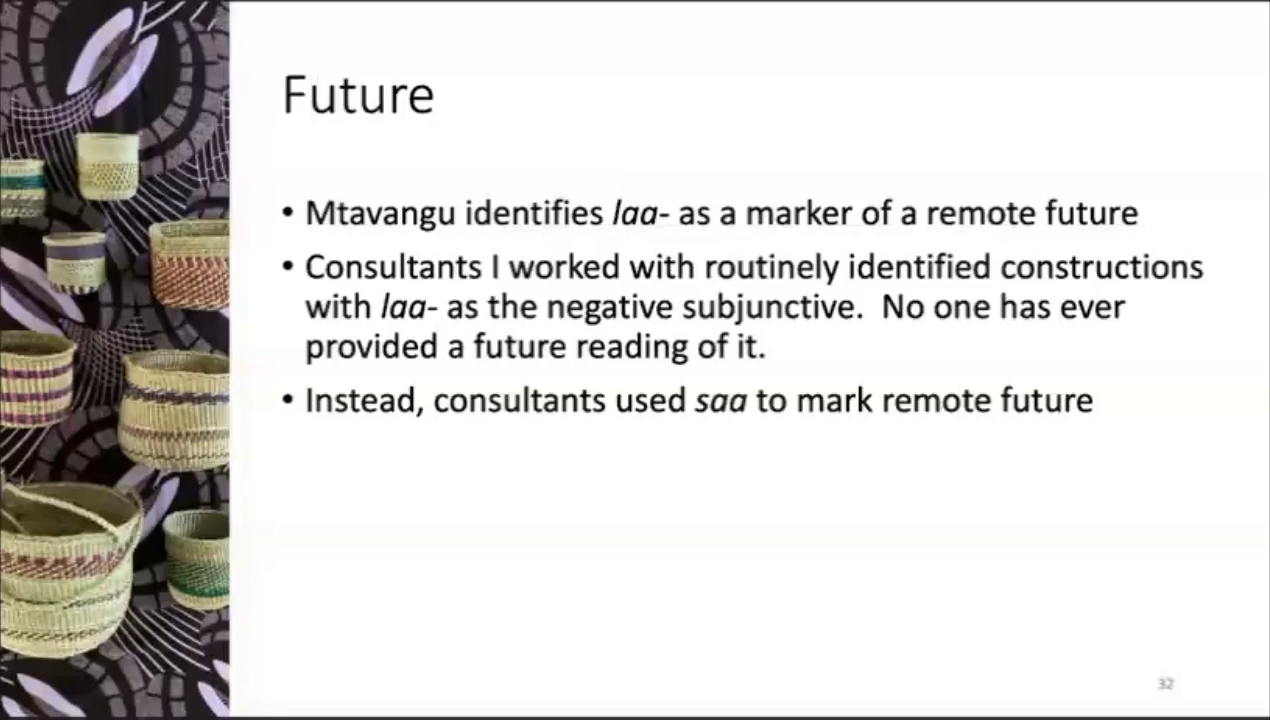 Future
• Mtavangu identifies laa- as a marker of a remote future
• Consultants I worked with routinely identified constructions
with laa- as the negative subjunctive.  No one has ever
provided a future reading of it.
• Instead, consultants used saa to mark remote future
32